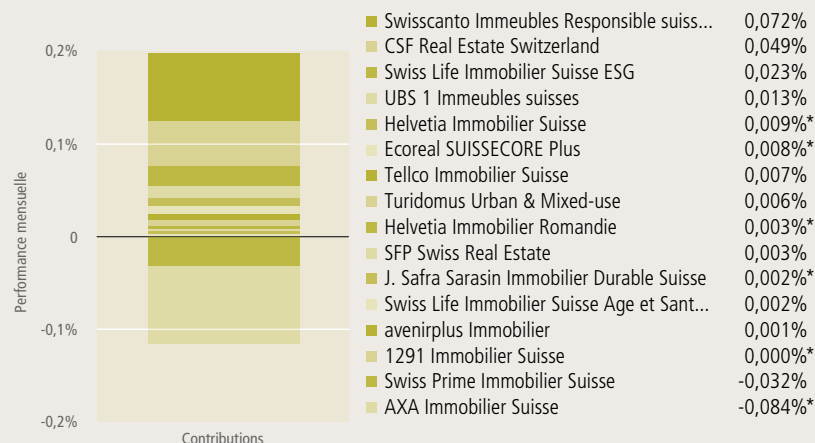 Swisscanto Immeubles Responsible suiss... 0,072%
CSF Real Estate Switzerland 0,049%
Swiss Life Immobilier Suisse ESG 0,023%
UBS 1 Immeubles suisses 0,013%
Helvetia Immobilier Suisse 0,009%*
Ecoreal SUISSECORE Plus 0,008%*
Tellco Immobilier Suisse 0,007%
Turidomus Urban & Mixed-use 0,006%
Helvetia Immobilier Romandie 0,003%*
SFP Swiss Real Estate 0,003%
J. Safra Sarasin Immobilier Durable Suisse 0,002%*
Swiss Life Immobilier Suisse Age et Sant... 0,002%
avenirplus Immobilier 0,001%
1291 Immobilier Suisse 0,000%*
Swiss Prime Immobilier Suisse -0,032%
AXA Immobilier Suisse -0,084%*
Performance mensuelle
0,2%
0,1%
0
-0,1%
-0,2%
Contributions